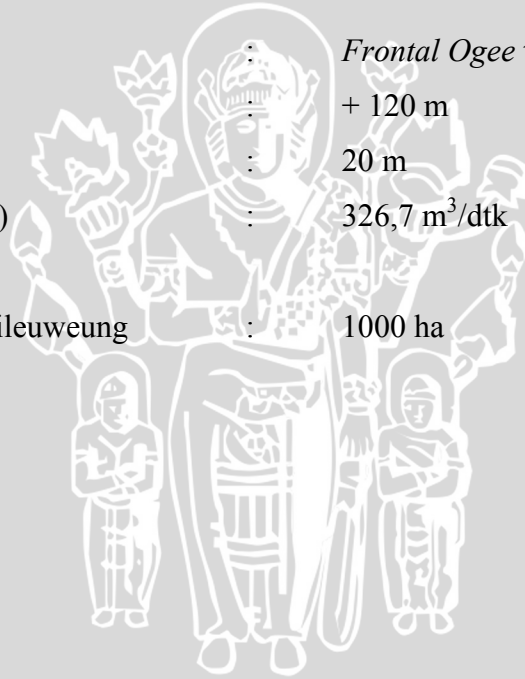 : Frontal Ogee
: + 120 m
: 20 m
) : 326,7 m³/dtk
ileuweung : 1000 ha